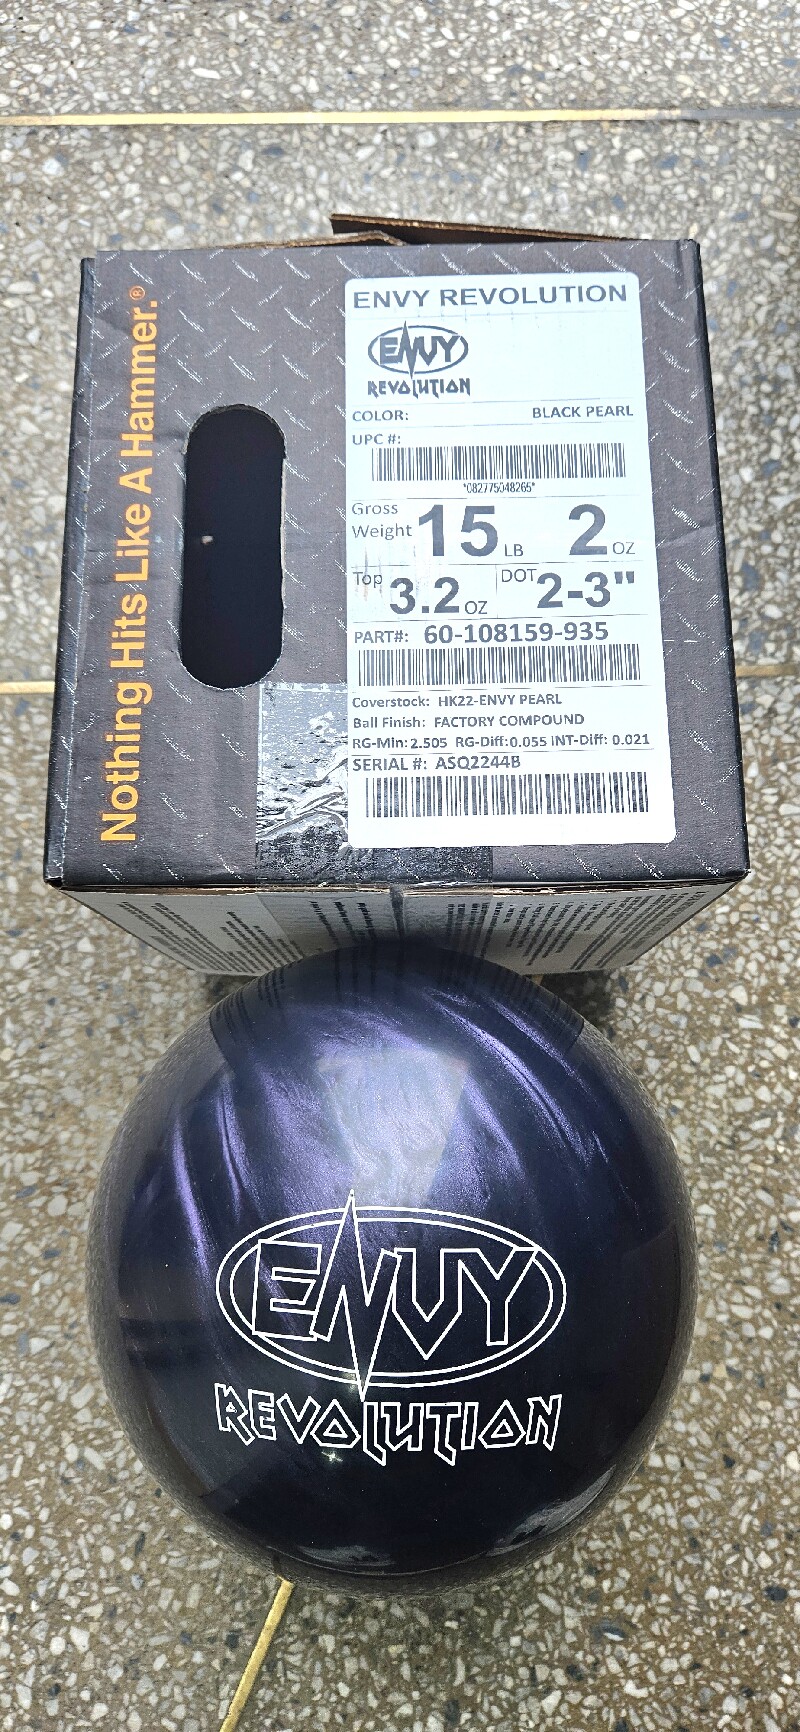 Nothing Hits Like A Hammer.®
ENVY REVOLUTION
ENVY
REVOLUTION
COLOR: BLACK PEARL
UPC #:
*082775048265*
Gross Weight 15 LB 2 OZ
Top 3.2 OZ DOT 2-3"
PART#: 60-108159-935
Coverstock: HK22-ENVY PEARL
Ball Finish: FACTORY COMPOUND
RG-Min: 2.505 RG-Diff: 0.055 INT-Diff: 0.021
SERIAL #: ASQ2244B
ENVY
REVOLUTION